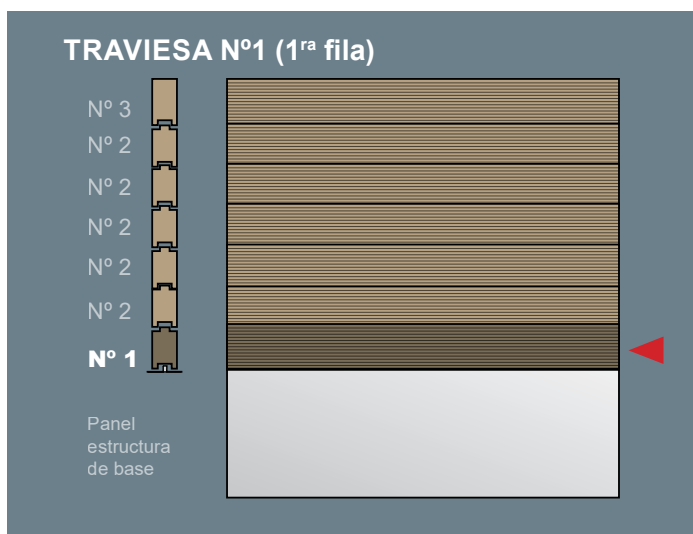 TRAVIESA Nº1 (1ra fila)
Nº 3
Nº 2
Nº 2
Nº 2
Nº 2
Nº 2
Nº 1
Panel
estructura
de base